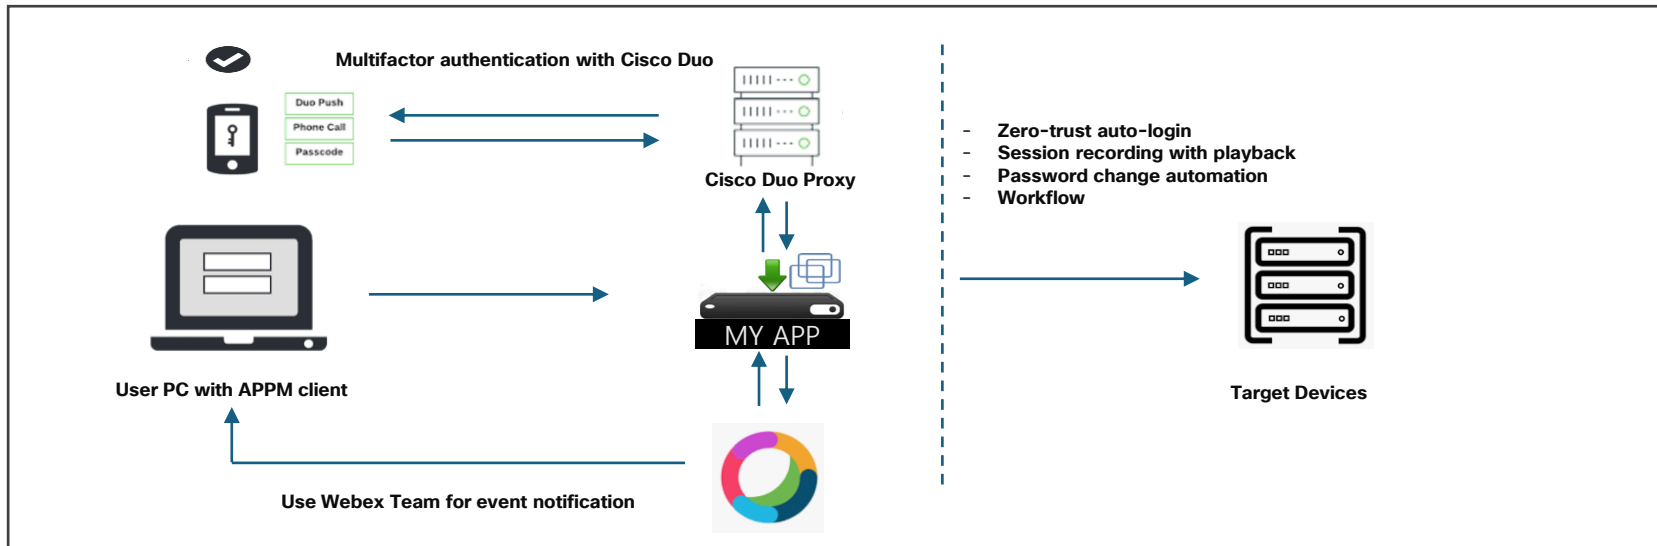 Multifactor authentication with Cisco Duo
Duo Push
Phone Call
Passcode
Cisco Duo Proxy
- Zero-trust auto-login
- Session recording with playback
- Password change automation
- Workflow
MY APP
User PC with APPM client
Target Devices
Use Webex Team for event notification